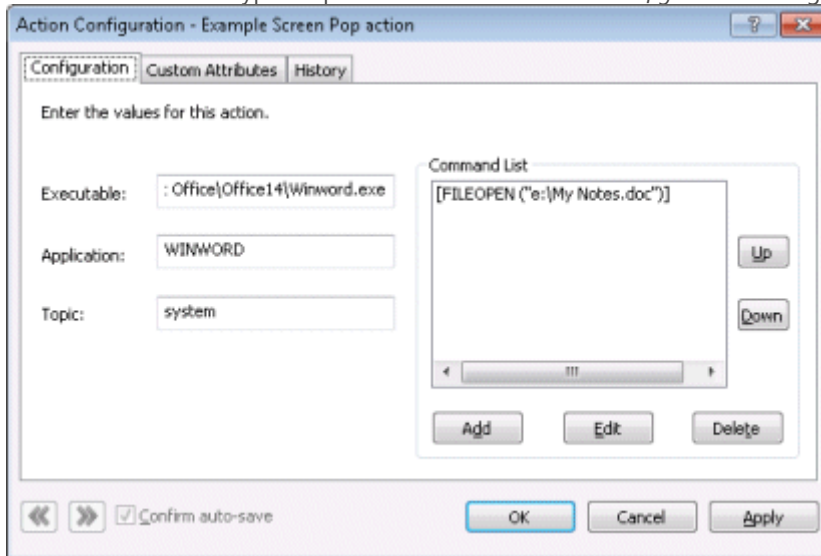 Action Configuration - Example Screen Pop action
Configuration Custom Attributes History
Enter the values for this action.
Command List
Executable: : Office\Office14\Winword.exe
[FILEOPEN ("e:\My Notes.doc")]
Application: WINWORD
Up
Topic: system
Down
Add Edit Delete
Confirm auto-save OK Cancel Apply